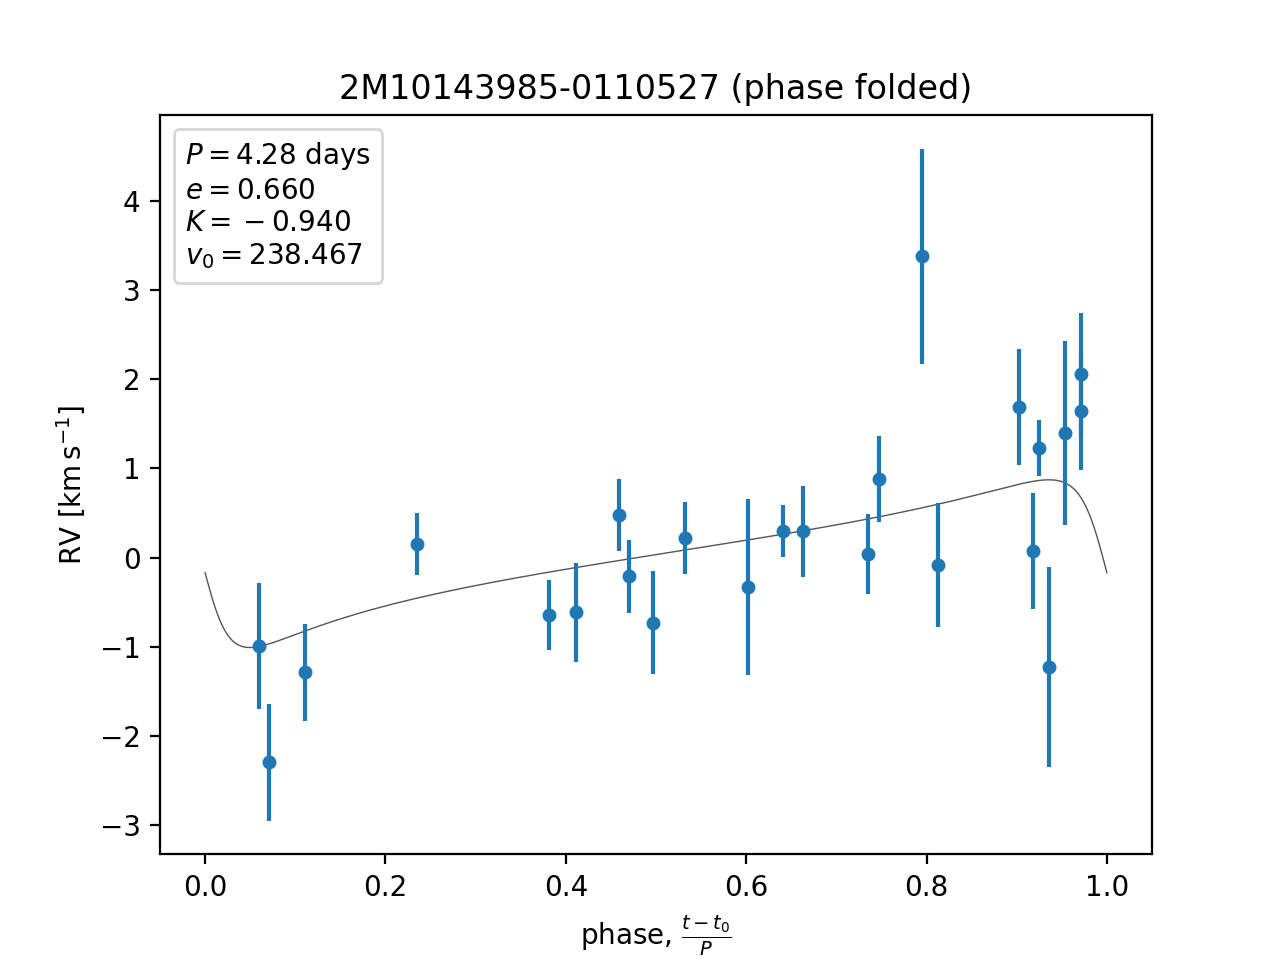 2M10143985-0110527 (phase folded)
P = 4.28 days
e = 0.660
K = −0.940
v₀ = 238.467
4
3
2
1
0
−1
−2
−3
RV [km s⁻¹]
0.0 0.2 0.4 0.6 0.8 1.0
phase, (t − t₀)/P